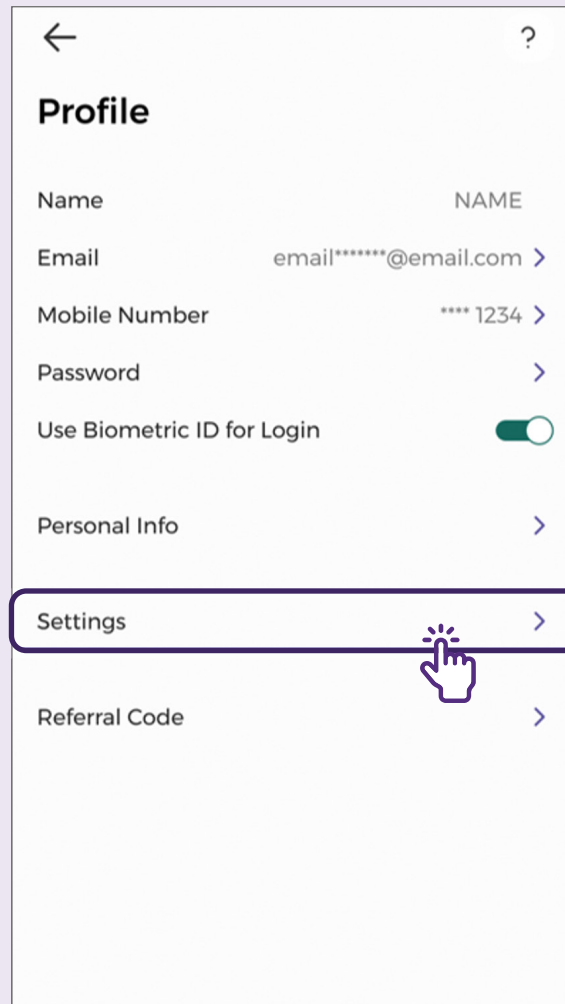 ?
Profile
Name NAME
Email email*******@email.com
Mobile Number **** 1234
Password
Use Biometric ID for Login
Personal Info
Settings
Referral Code